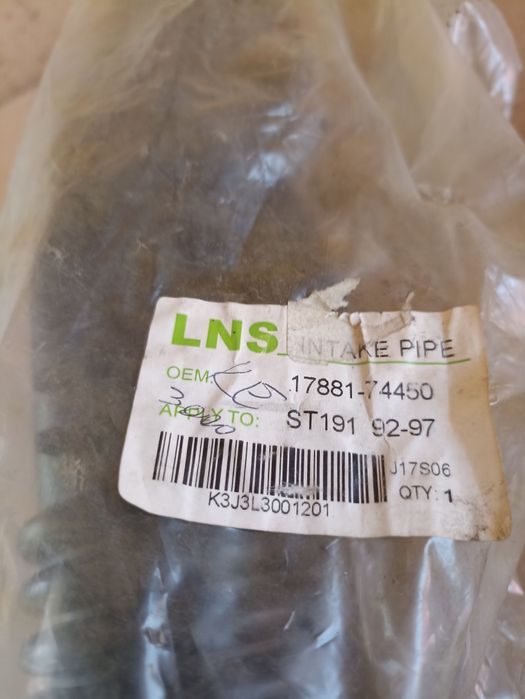 LNS INTAKE PIPE
OEM: 17881-74450
APPLY TO: ST191 92-97
J17S06
QTY: 1
K3J3L3001201